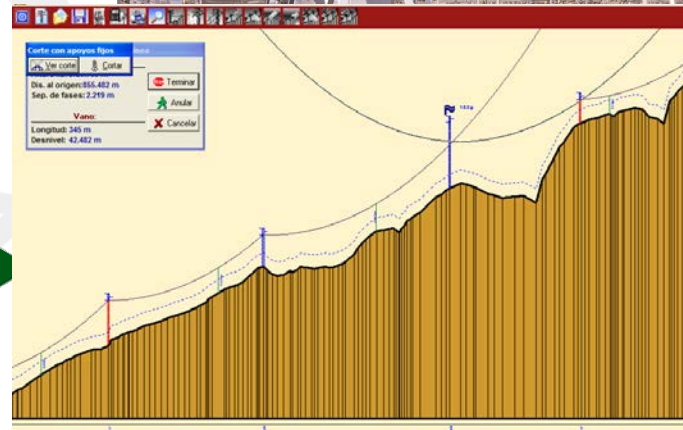 Corte con apoyos fijos
Ver corte
Cortar
Dis. al origen:855.482 m
Sep. de fases: 2.219 m
Vano:
Longitud: 345 m
Desnivel: 42.482 m
Terminar
Anular
Cancelar